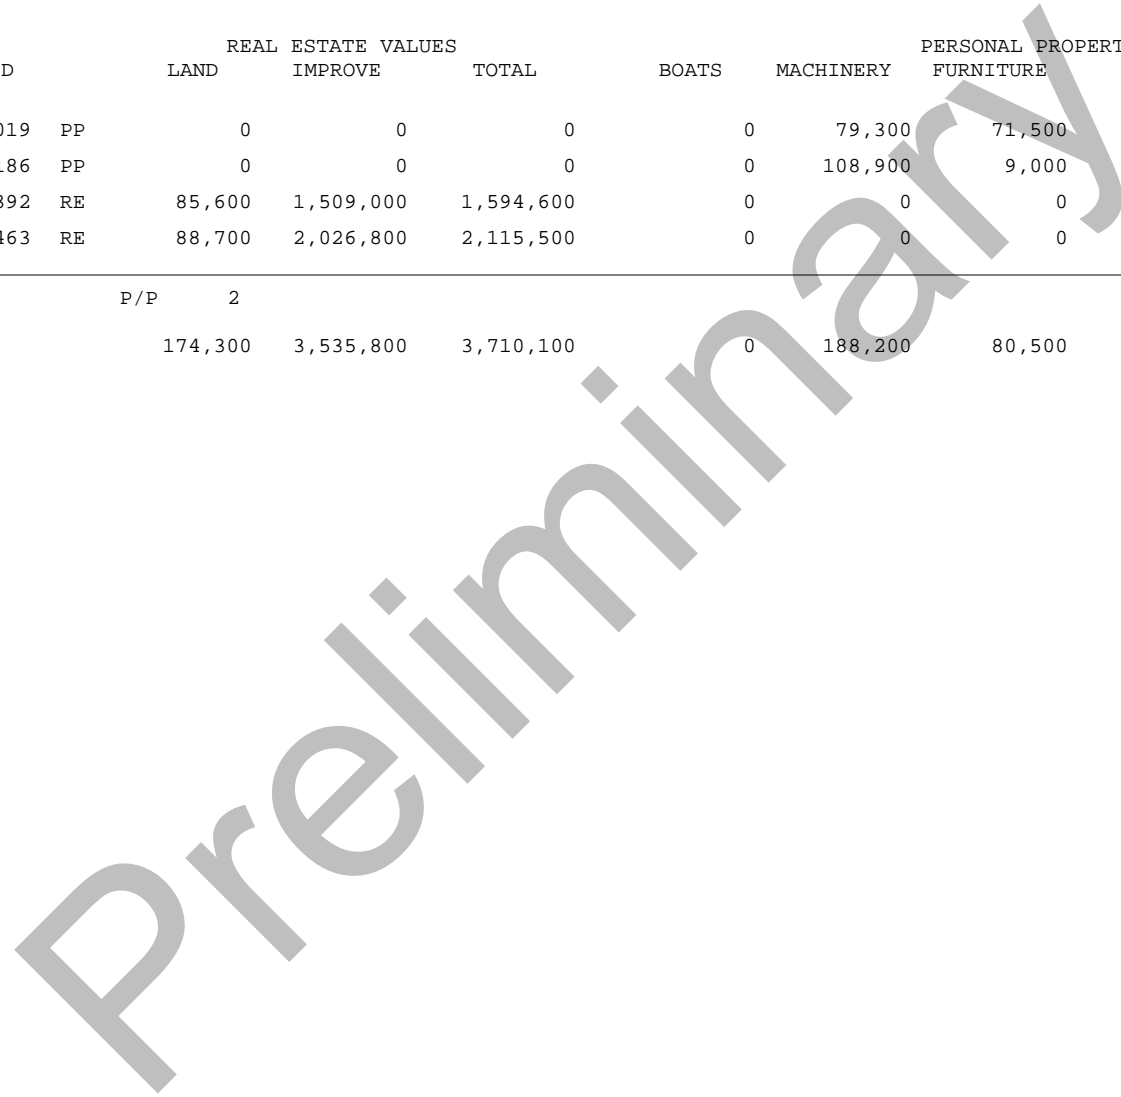 REAL ESTATE VALUES PERSONAL PROPERT
D LAND IMPROVE TOTAL BOATS MACHINERY FURNITURE
019 PP 0 0 0 0 79,300 71,500
186 PP 0 0 0 0 108,900 9,000
392 RE 85,600 1,509,000 1,594,600 0 0 0
463 RE 88,700 2,026,800 2,115,500 0 0 0
P/P 2
174,300 3,535,800 3,710,100 0 188,200 80,500
Preliminary